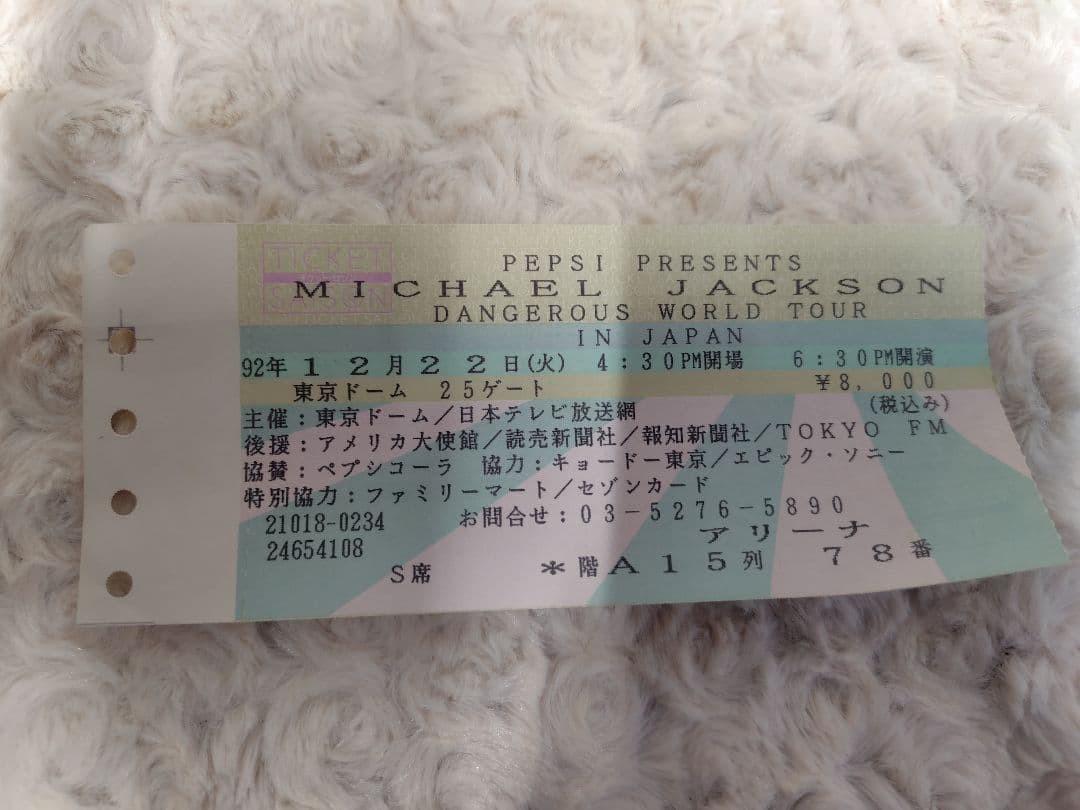 TICKET
SAISON
PEPSI PRESENTS
MICHAEL JACKSON
DANGEROUS WORLD TOUR
IN JAPAN
92年12月22日(火) 4:30PM開場 6:30PM開演
東京ドーム 25ゲート ¥8,000
主催:東京ドーム/日本テレビ放送網 (税込み)
後援:アメリカ大使館/読売新聞社/報知新聞社/TOKYO FM
協賛:ペプシコーラ 協力:キョードー東京/エピック・ソニー
特別協力:ファミリーマート/セゾンカード
21018-0234 お問合せ:03-5276-5890
24654108 アリーナ
S席 *階A15列 78番